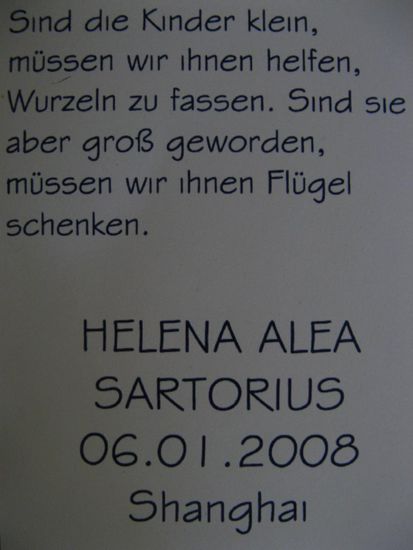 Sind die Kinder klein,
müssen wir ihnen helfen,
Wurzeln zu fassen. Sind sie
aber groß geworden,
müssen wir ihnen Flügel
schenken.
HELENA ALEA
SARTORIUS
06.01.2008
Shanghai